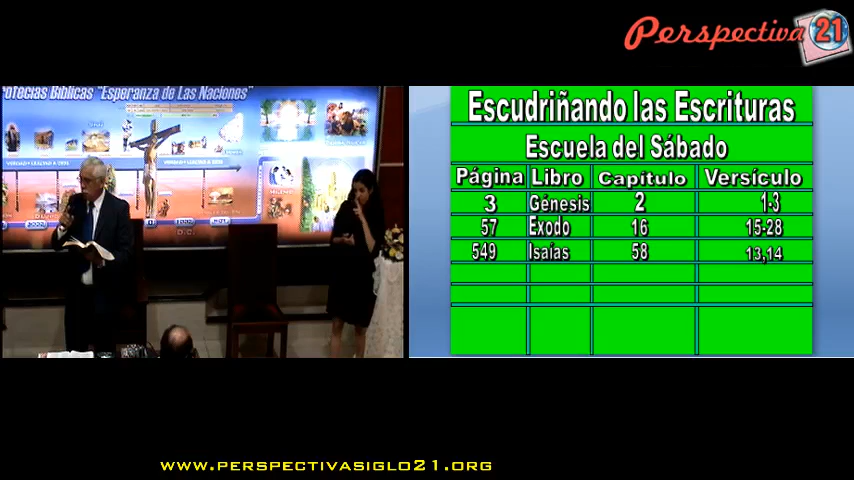 Perspectiva 21
ofecias Bíblicas "Esperanza de Las Naciones"
Escudriñando las Escrituras
Escuela del Sábado
Página Libro Capítulo Versículo
3 Génesis 2 1-3
57 Exodo 16 15-28
549 Isaías 58 13,14
www.perspectivasiglo21.org